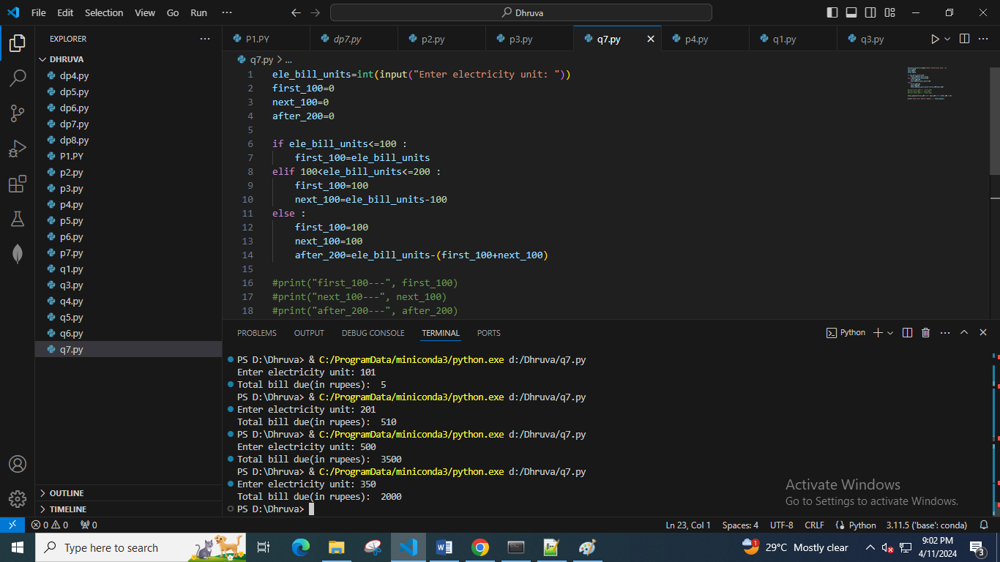 File Edit Selection View Go Run ··· Dhruva
EXPLORER ···
P1.PY dp7.py p2.py p3.py q7.py p4.py q1.py q3.py
DHRUVA
dp4.py
dp5.py
dp6.py
dp7.py
dp8.py
P1.PY
p2.py
p3.py
p4.py
p5.py
p6.py
p7.py
q1.py
q3.py
q4.py
q5.py
q6.py
q7.py
OUTLINE
TIMELINE
q7.py > ...
1 ele_bill_units=int(input("Enter electricity unit: "))
2 first_100=0
3 next_100=0
4 after_200=0
5
6 if ele_bill_units<=100 :
7 first_100=ele_bill_units
8 elif 100<ele_bill_units<=200 :
9 first_100=100
10 next_100=ele_bill_units-100
11 else :
12 first_100=100
13 next_100=100
14 after_200=ele_bill_units-(first_100+next_100)
15
16 #print("first_100---", first_100)
17 #print("next_100---", next_100)
18 #print("after_200---", after_200)
PROBLEMS OUTPUT DEBUG CONSOLE TERMINAL PORTS Python
PS D:\Dhruva> & C:/ProgramData/miniconda3/python.exe d:/Dhruva/q7.py
Enter electricity unit: 101
Total bill due(in rupees):  5
PS D:\Dhruva> & C:/ProgramData/miniconda3/python.exe d:/Dhruva/q7.py
Enter electricity unit: 201
Total bill due(in rupees):  510
PS D:\Dhruva> & C:/ProgramData/miniconda3/python.exe d:/Dhruva/q7.py
Enter electricity unit: 500
Total bill due(in rupees):  3500
PS D:\Dhruva> & C:/ProgramData/miniconda3/python.exe d:/Dhruva/q7.py
Enter electricity unit: 350
Total bill due(in rupees):  2000
PS D:\Dhruva>
Activate Windows
Go to Settings to activate Windows.
0 0 0 Ln 23, Col 1 Spaces: 4 UTF-8 CRLF Python 3.11.5 ('base': conda)
Type here to search 1 29°C Mostly clear 9:02 PM
4/11/2024 3